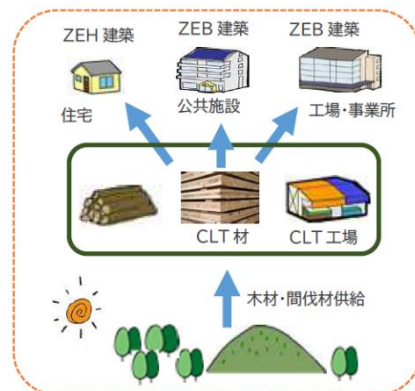 ZEH 建築
ZEB 建築
ZEB 建築
住宅
公共施設
工場・事業所
CLT 材
CLT 工場
木材・間伐材供給